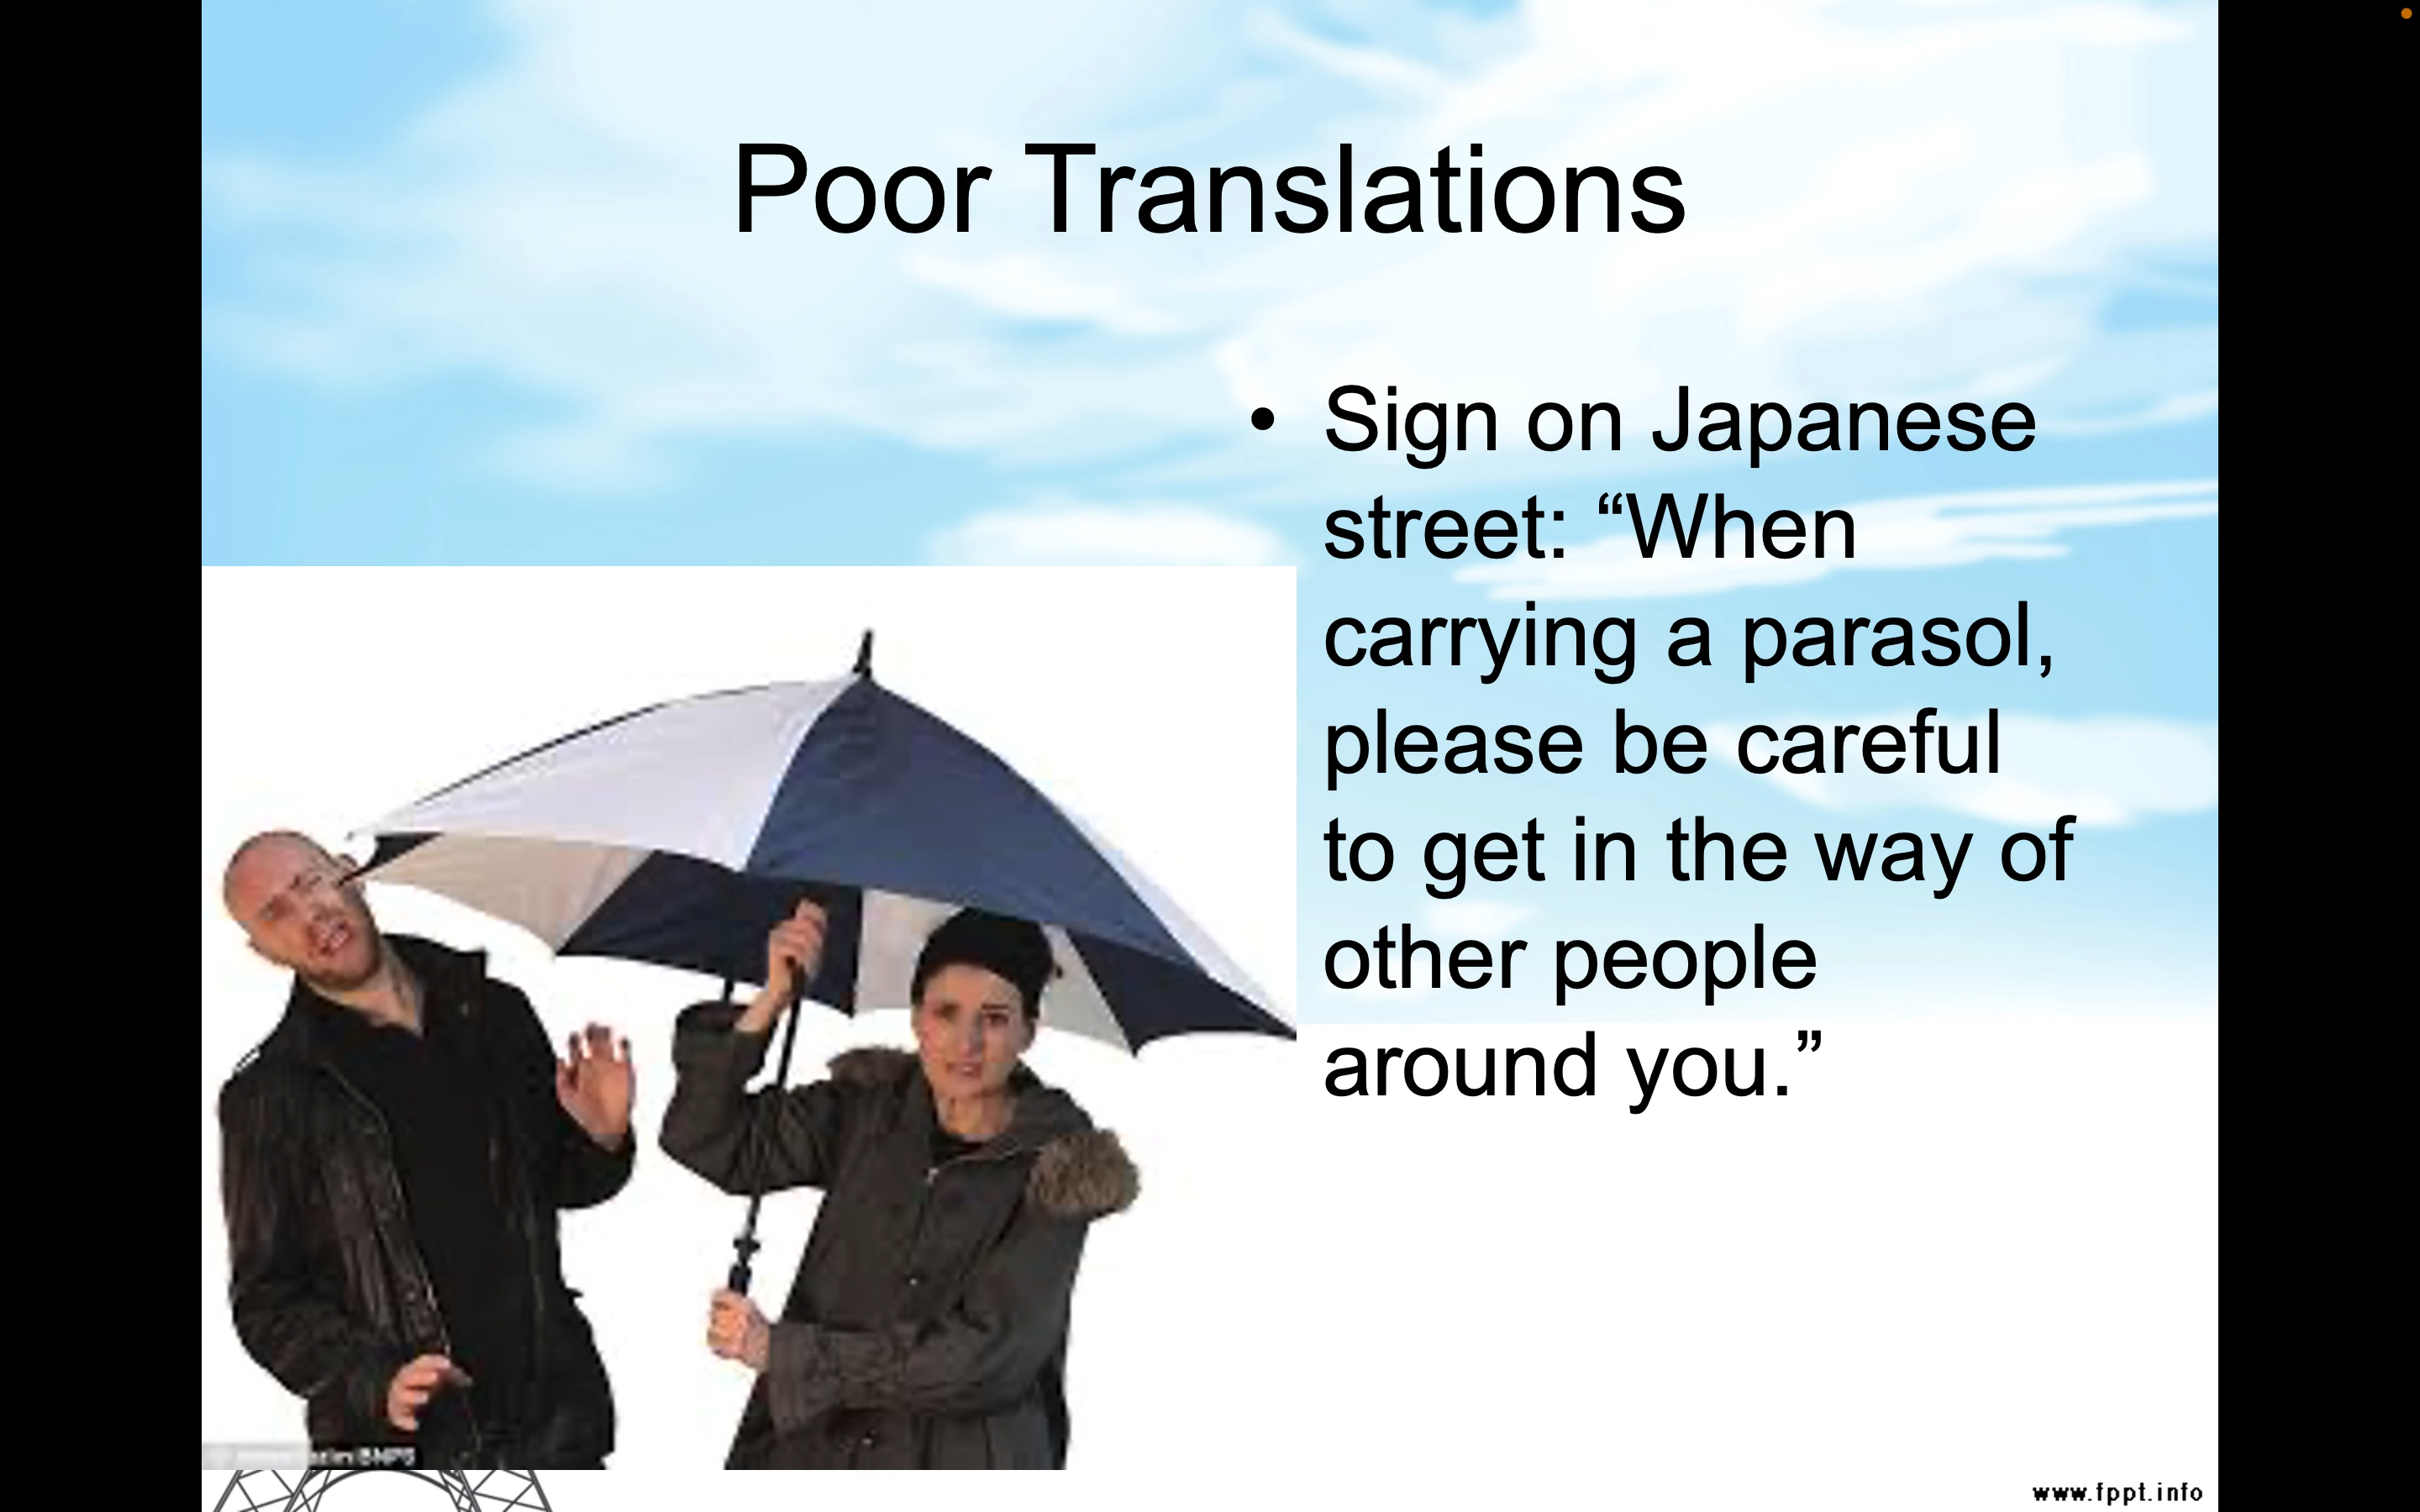 Poor Translations
• Sign on Japanese
street: “When
carrying a parasol,
please be careful
to get in the way of
other people
around you.”
BNPS
www.fppt.info